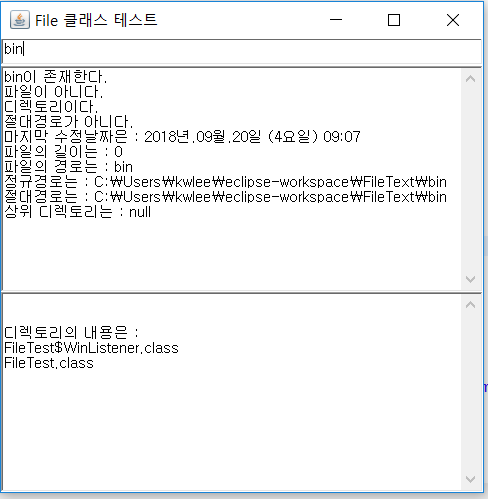 File 클래스 테스트
bin
bin이 존재한다.
파일이 아니다.
디렉토리이다.
절대경로가 아니다.
마지막 수정날짜은 : 2018년.09월.20일 (4요일) 09:07
파일의 길이는 : 0
파일의 경로는 : bin
정규경로는 : C:\Users\kwlee\eclipse-workspace\FileText\bin
절대경로는 : C:\Users\kwlee\eclipse-workspace\FileText\bin
상위 디렉토리는 : null
디렉토리의 내용은 :
FileTest$WinListener.class
FileTest.class